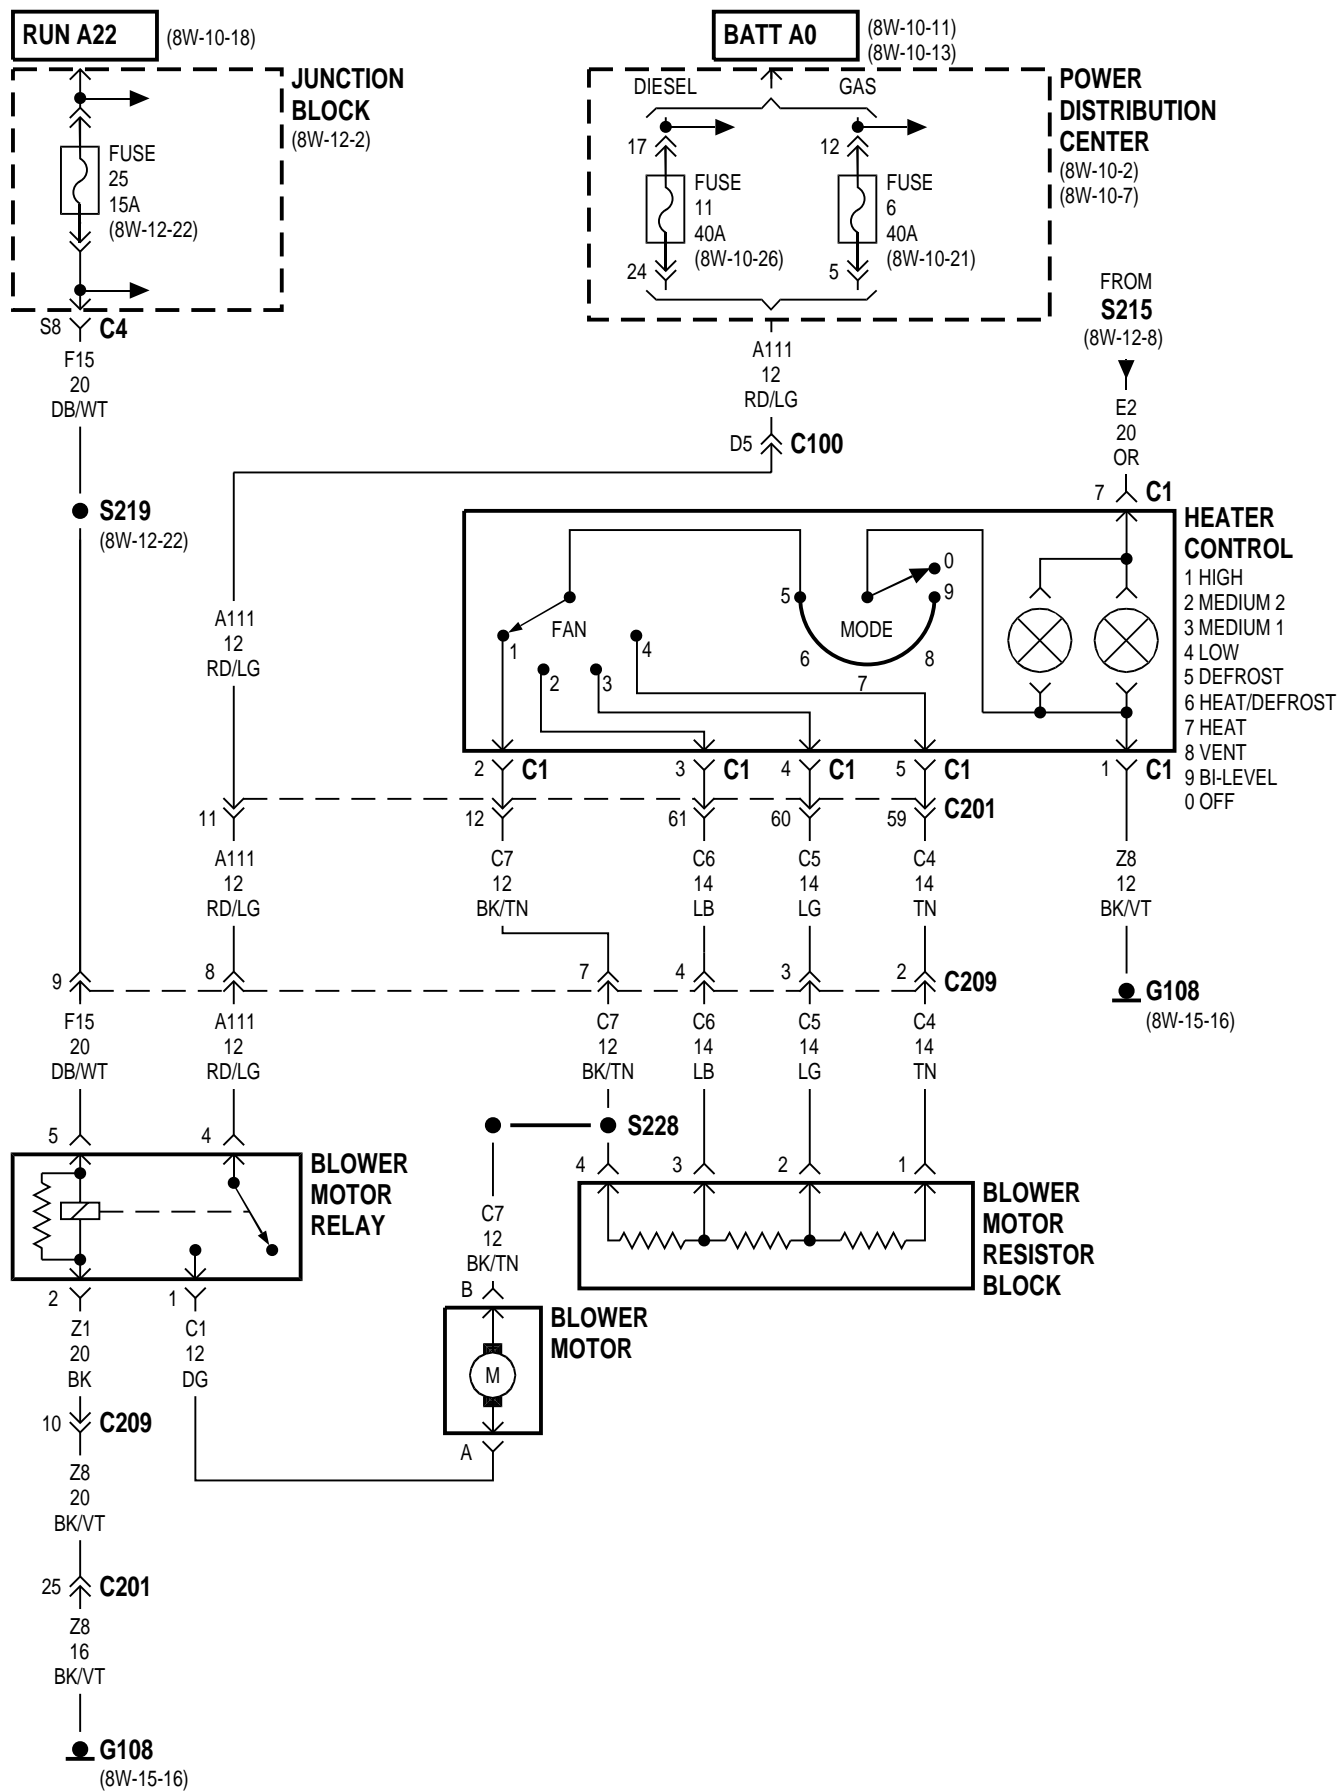 RUN A22
(8W-10-18)
BATT A0
(8W-10-11)
(8W-10-13)
JUNCTION
BLOCK
(8W-12-2)
FUSE
25
15A
(8W-12-22)
DIESEL
GAS
POWER
DISTRIBUTION
CENTER
(8W-10-2)
(8W-10-7)
17
FUSE
11
40A
(8W-10-26)
24
12
FUSE
6
40A
(8W-10-21)
5
S8
C4
F15
20
DB/WT
A111
12
RD/LG
D5
C100
FROM
S215
(8W-12-8)
E2
20
OR
7
C1
S219
(8W-12-22)
A111
12
RD/LG
HEATER
CONTROL
1 HIGH
2 MEDIUM 2
3 MEDIUM 1
4 LOW
5 DEFROST
6 HEAT/DEFROST
7 HEAT
8 VENT
9 BI-LEVEL
0 OFF
FAN
1
2
3
4
MODE
5
6
7
8
9
0
2
C1
3
C1
4
C1
5
C1
1
C1
11
12
61
60
59
C201
A111
12
RD/LG
C7
12
BK/TN
C6
14
LB
C5
14
LG
C4
14
TN
Z8
12
BK/VT
9
8
7
4
3
2
C209
G108
(8W-15-16)
F15
20
DB/WT
A111
12
RD/LG
C7
12
BK/TN
C6
14
LB
C5
14
LG
C4
14
TN
S228
5
4
BLOWER
MOTOR
RELAY
4
3
2
1
BLOWER
MOTOR
RESISTOR
BLOCK
C7
12
BK/TN
B
BLOWER
MOTOR
M
A
2
1
Z1
20
BK
C1
12
DG
10
C209
Z8
20
BK/VT
25
C201
Z8
16
BK/VT
G108
(8W-15-16)